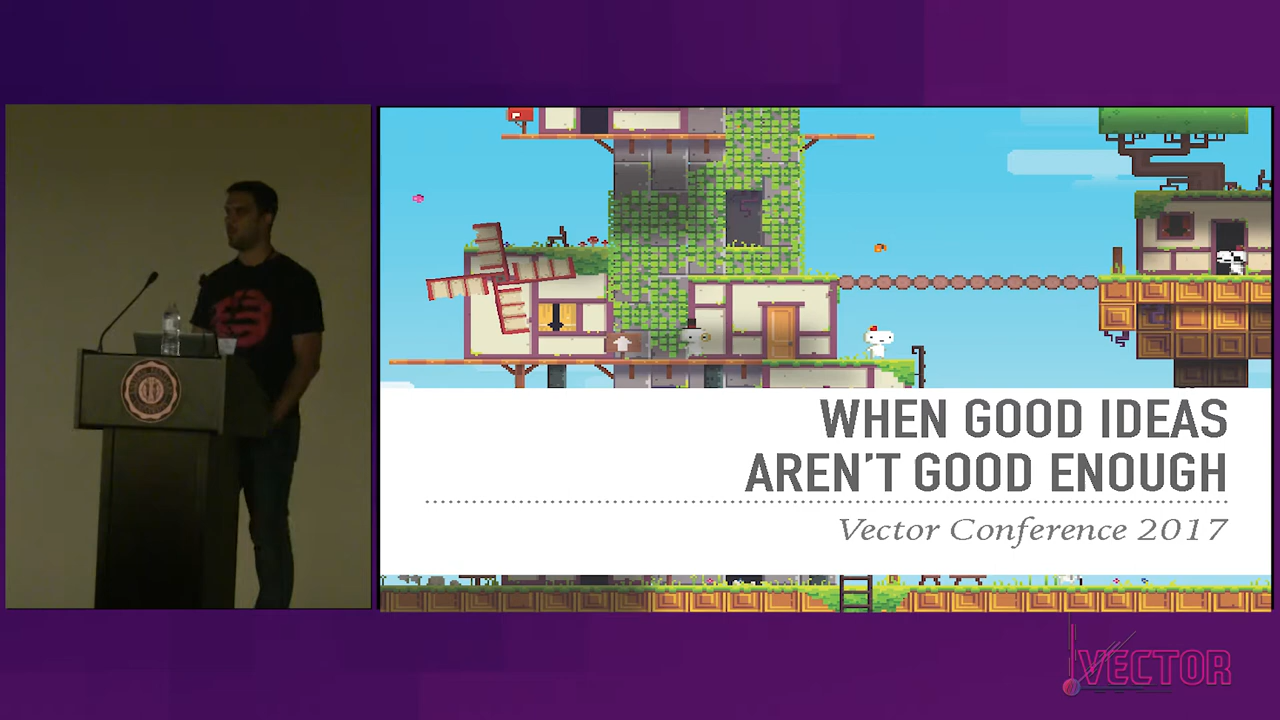 WHEN GOOD IDEAS
AREN'T GOOD ENOUGH
Vector Conference 2017
VECTOR